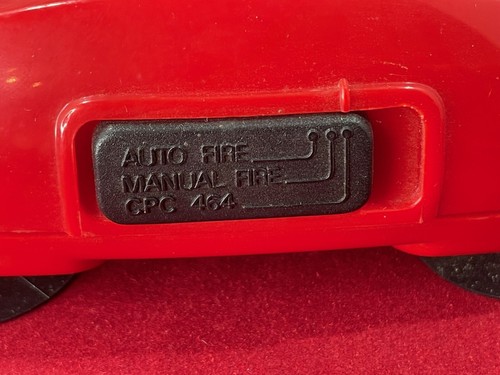 AUTO FIRE
MANUAL FIRE
CPC 464